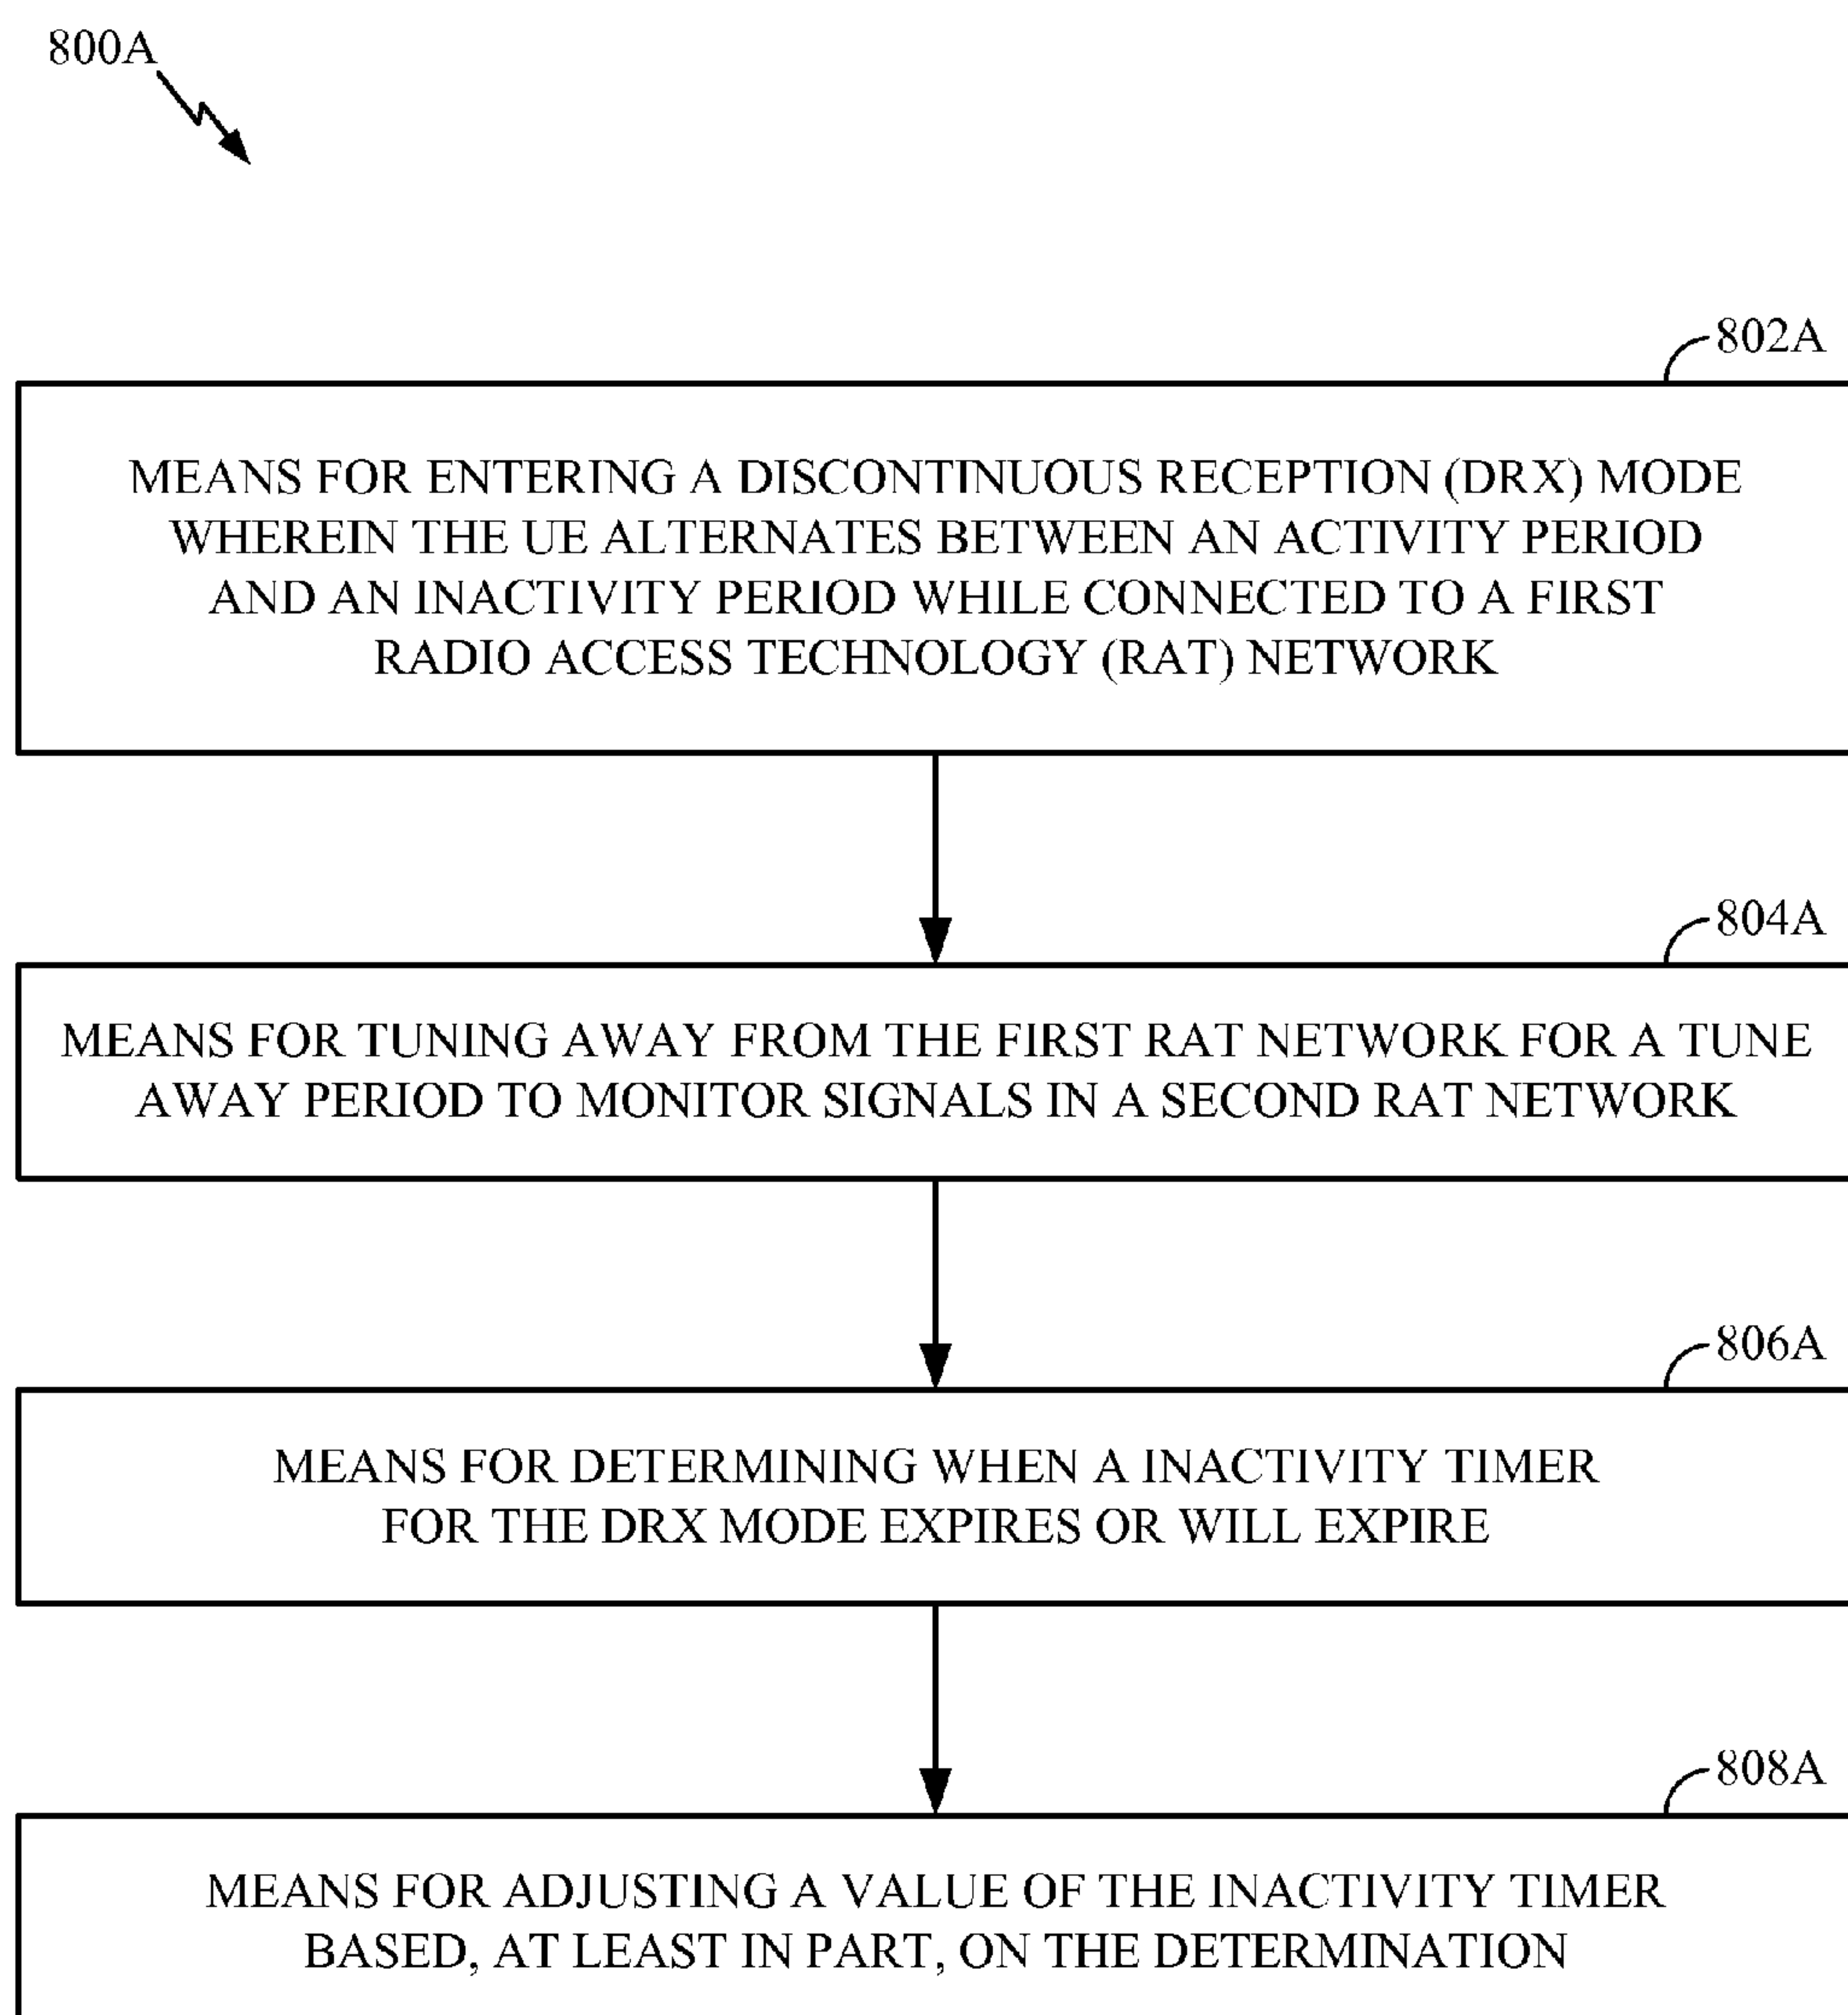 800A
802A
MEANS FOR ENTERING A DISCONTINUOUS RECEPTION (DRX) MODE
WHEREIN THE UE ALTERNATES BETWEEN AN ACTIVITY PERIOD
AND AN INACTIVITY PERIOD WHILE CONNECTED TO A FIRST
RADIO ACCESS TECHNOLOGY (RAT) NETWORK
804A
MEANS FOR TUNING AWAY FROM THE FIRST RAT NETWORK FOR A TUNE
AWAY PERIOD TO MONITOR SIGNALS IN A SECOND RAT NETWORK
806A
MEANS FOR DETERMINING WHEN A INACTIVITY TIMER
FOR THE DRX MODE EXPIRES OR WILL EXPIRE
808A
MEANS FOR ADJUSTING A VALUE OF THE INACTIVITY TIMER
BASED, AT LEAST IN PART, ON THE DETERMINATION